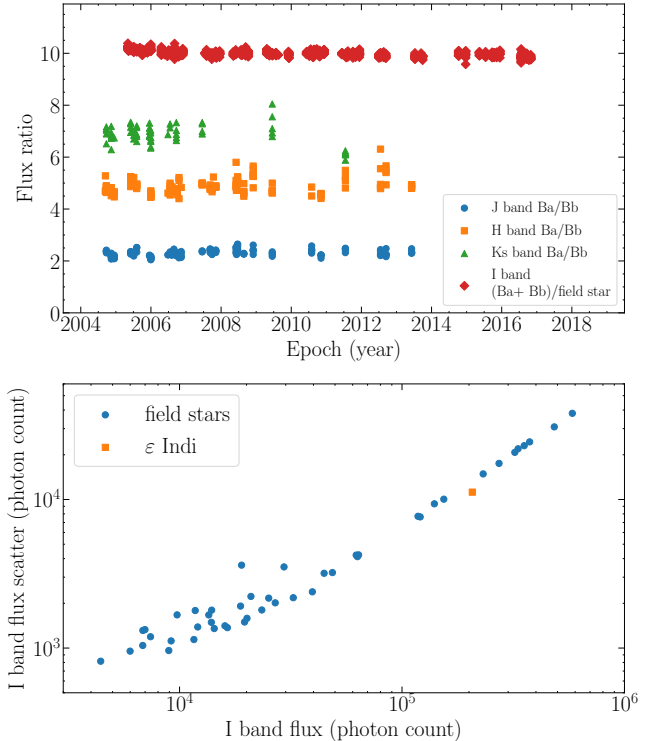 10
8
6
4
2
0
Flux ratio
J band Ba/Bb
H band Ba/Bb
Ks band Ba/Bb
I band
(Ba+ Bb)/field star
2004 2006 2008 2010 2012 2014 2016 2018
Epoch (year)
field stars
ε Indi
10⁴
10³
I band flux scatter (photon count)
10⁴ 10⁵ 10⁶
I band flux (photon count)